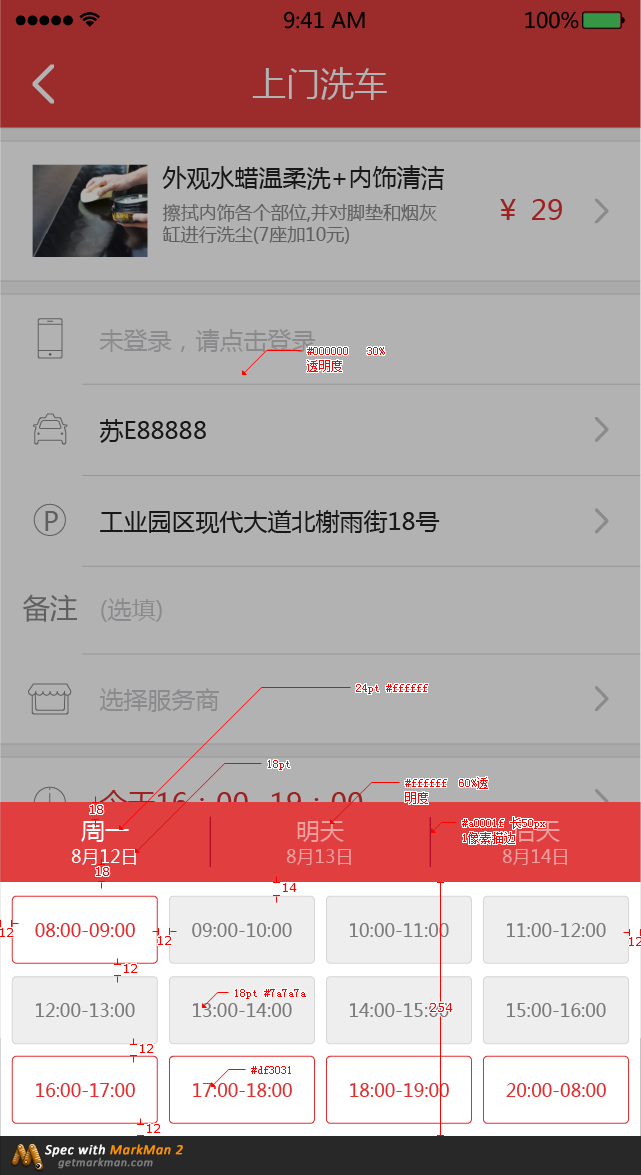 9:41 AM 100%
上门洗车
外观水蜡温柔洗+内饰清洁
擦拭内饰各个部位,并对脚垫和烟灰
缸进行洗尘(7座加10元)
¥ 29
未登录，请点击登录
#000000 30%
透明度
苏E88888
P 工业园区现代大道北榭雨街18号
备注 (选填)
24pt #ffffff
选择服务商
18pt
#ffffff 60%透
明度
今天16：00-19：00
18
#a0001f 长50px
1像素描边
周一 明天 后天
8月12日 8月13日 8月14日
18
14
08:00-09:00 09:00-10:00 10:00-11:00 11:00-12:00
12 12 12
12
18pt #7a7a7a
12:00-13:00 13:00-14:00 14:00-15:00 15:00-16:00
254
12
#df3031
16:00-17:00 17:00-18:00 18:00-19:00 20:00-08:00
12
Spec with MarkMan 2
getmarkman.com